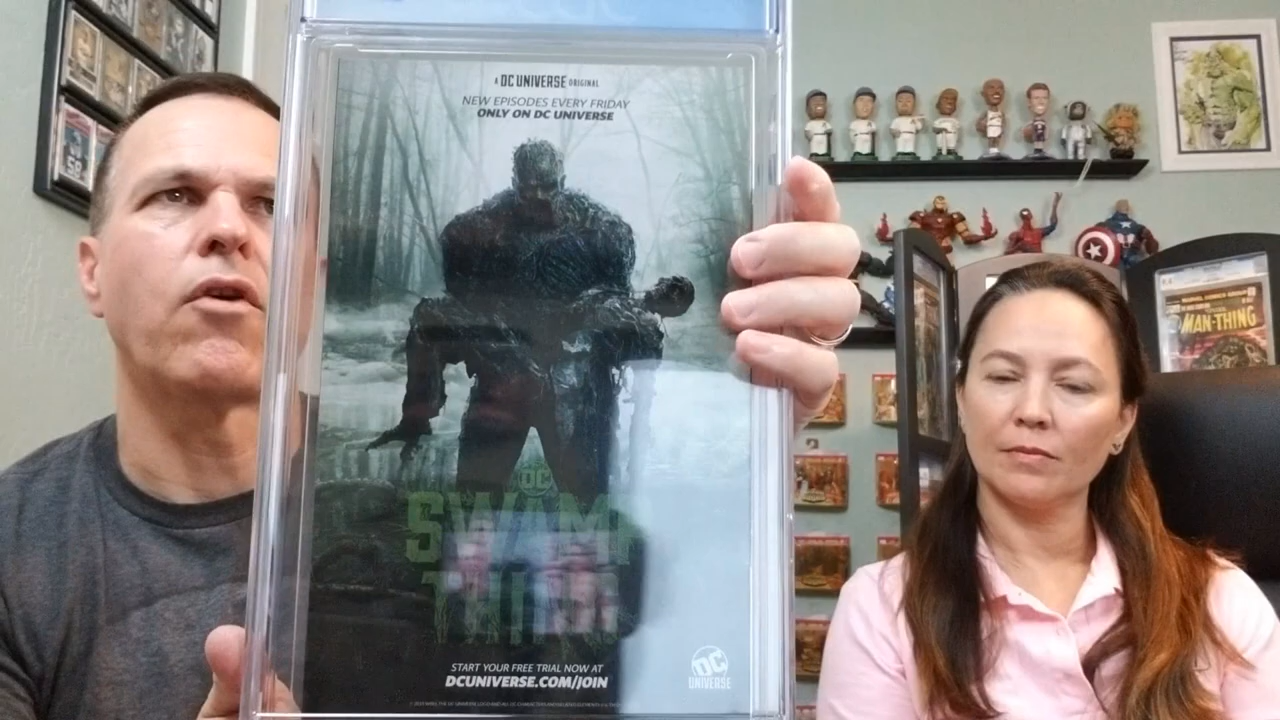 A DC UNIVERSE ORIGINAL
NEW EPISODES EVERY FRIDAY
ONLY ON DC UNIVERSE
DC
SWAMP
THING
START YOUR FREE TRIAL NOW AT
DCUNIVERSE.COM/JOIN
DC
UNIVERSE
MAN-THING